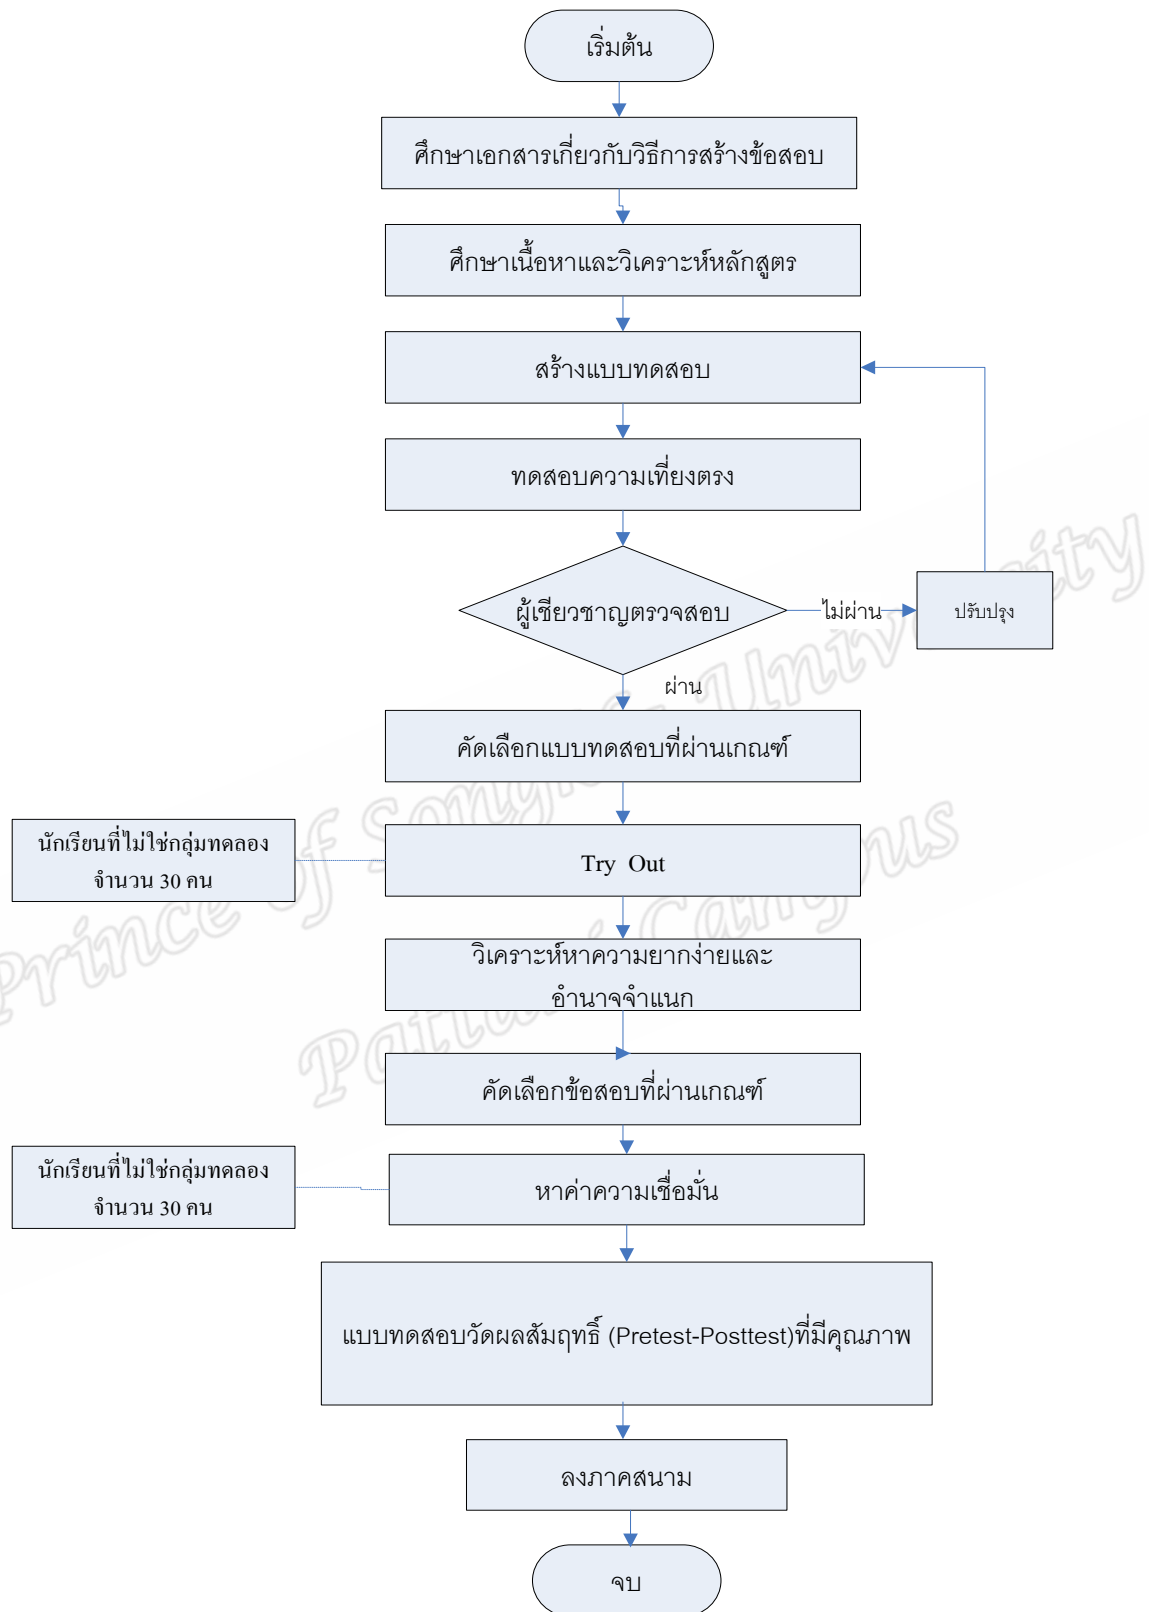 เริ่มต้น
ศึกษาเอกสารเกี่ยวกับวิธีการสร้างข้อสอบ
ศึกษาเนื้อหาและวิเคราะห์หลักสูตร
สร้างแบบทดสอบ
ทดสอบความเที่ยงตรง
ผู้เชียวชาญตรวจสอบ
ไม่ผ่าน
ปรับปรุง
ผ่าน
คัดเลือกแบบทดสอบที่ผ่านเกณฑ์
นักเรียนที่ไม่ใช่กลุ่มทดลอง
จำนวน 30 คน
Try Out
วิเคราะห์หาความยากง่ายและ
อำนาจจำแนก
คัดเลือกข้อสอบที่ผ่านเกณฑ์
นักเรียนที่ไม่ใช่กลุ่มทดลอง
จำนวน 30 คน
หาค่าความเชื่อมั่น
แบบทดสอบวัดผลสัมฤทธิ์ (Pretest-Posttest)ที่มีคุณภาพ
ลงภาคสนาม
จบ
Prince of Songkla University
Pattani Campus